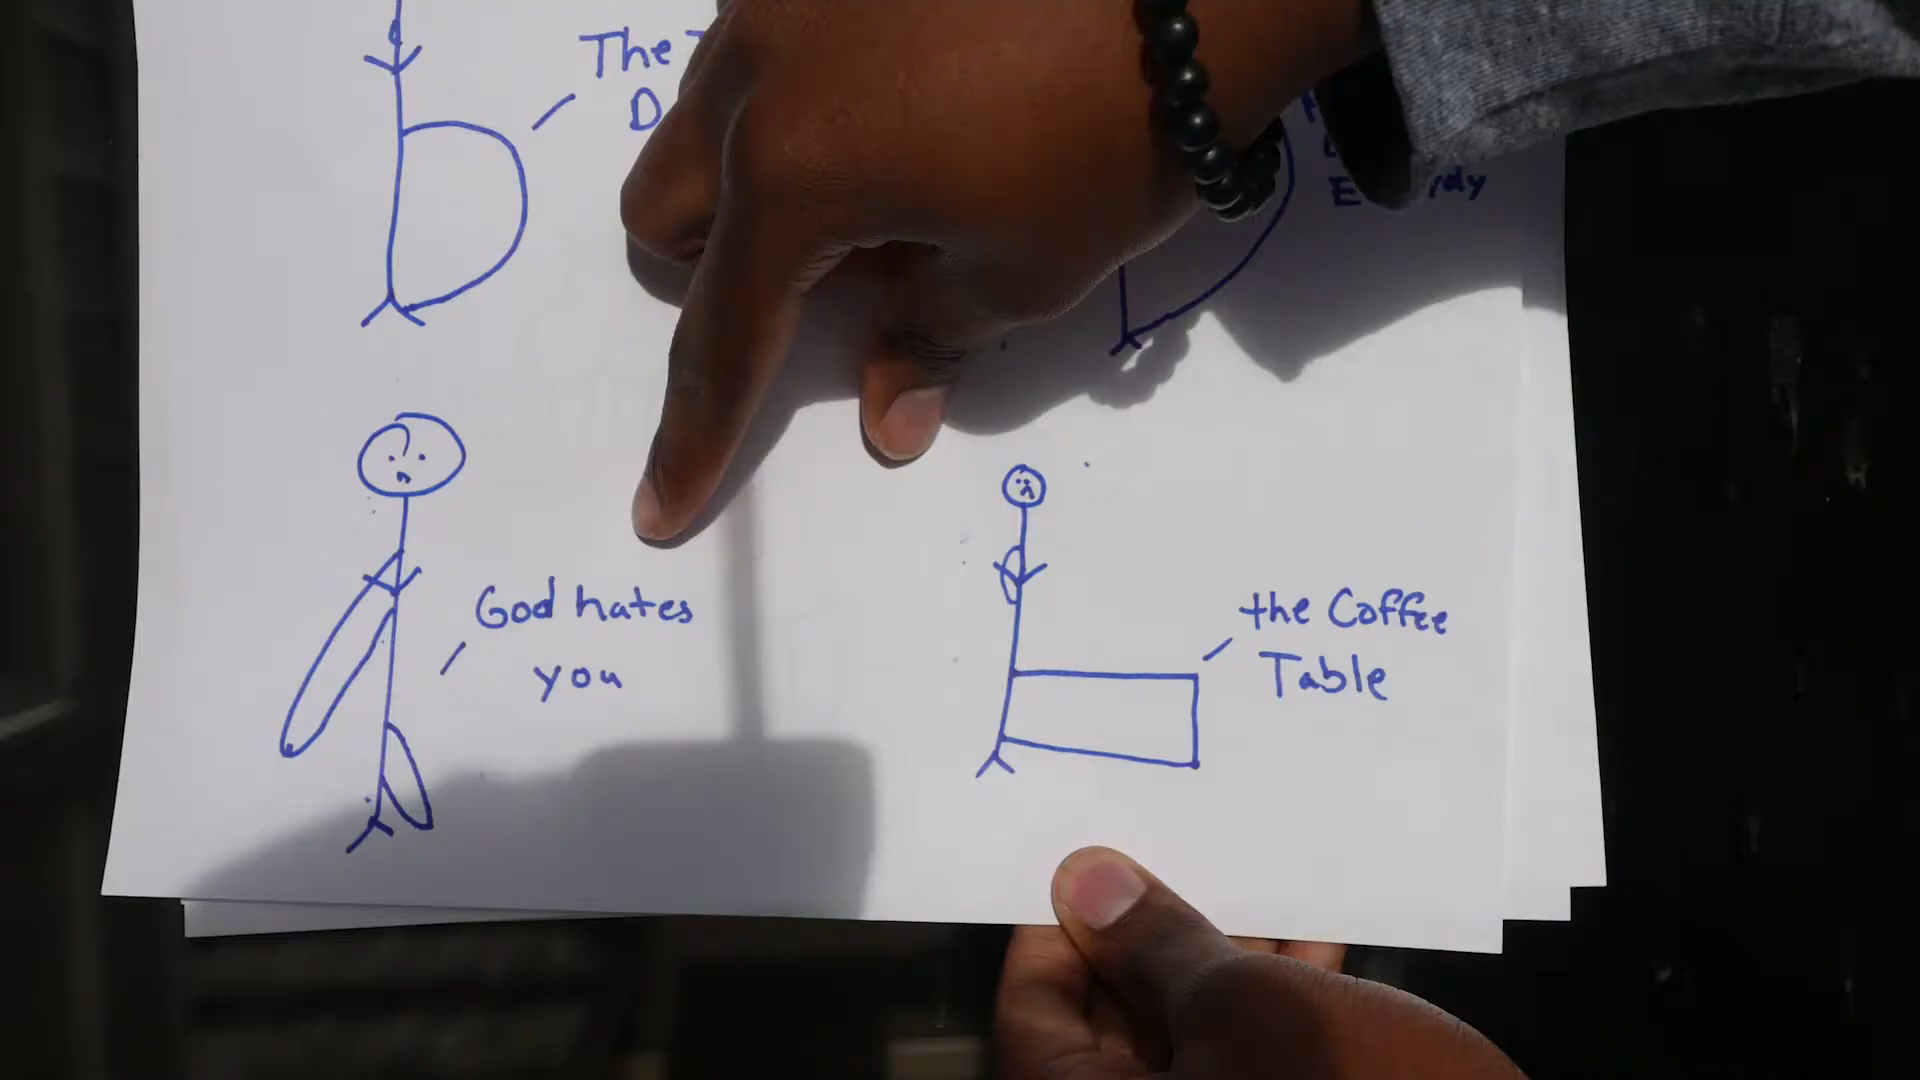 The
D
God hates
you
the Coffee
Table